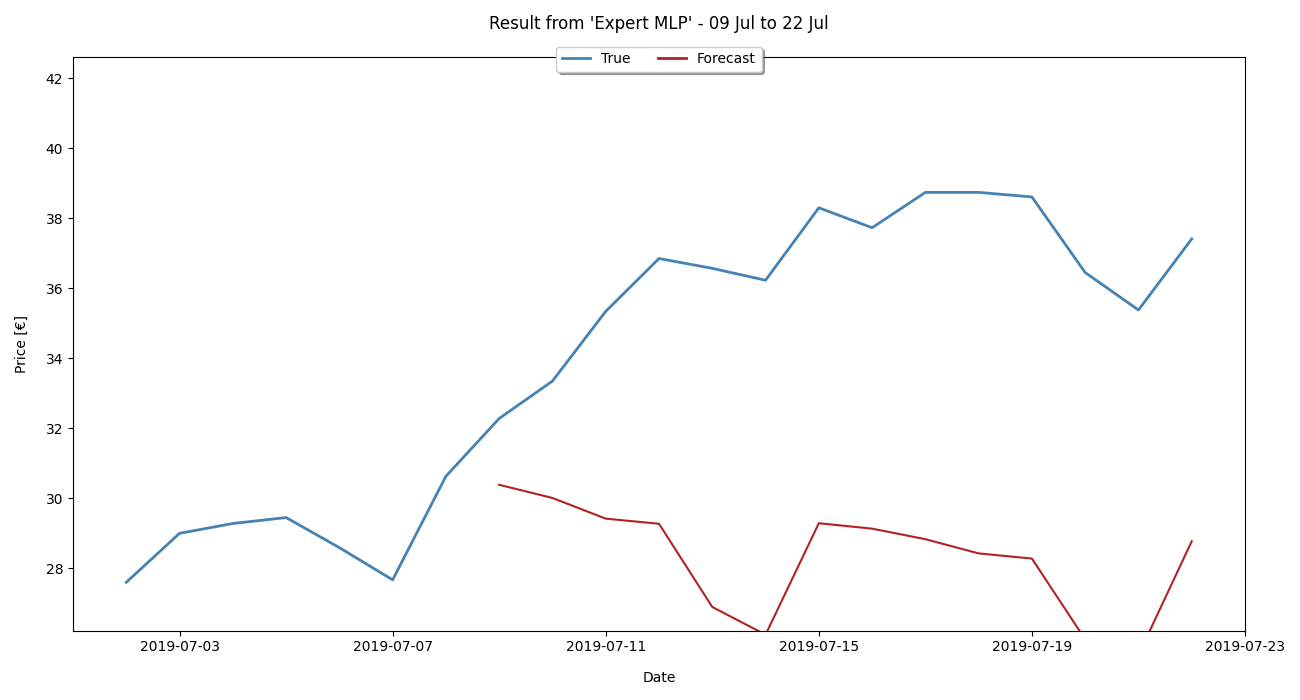 Result from 'Expert MLP' - 09 Jul to 22 Jul
True Forecast
42
40
38
36
34
32
30
28
Price [€]
2019-07-03 2019-07-07 2019-07-11 2019-07-15 2019-07-19 2019-07-23
Date